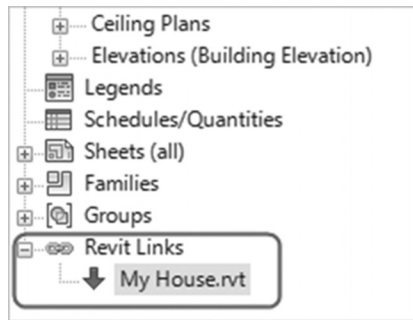 Ceiling Plans
Elevations (Building Elevation)
Legends
Schedules/Quantities
Sheets (all)
Families
Groups
Revit Links
My House.rvt